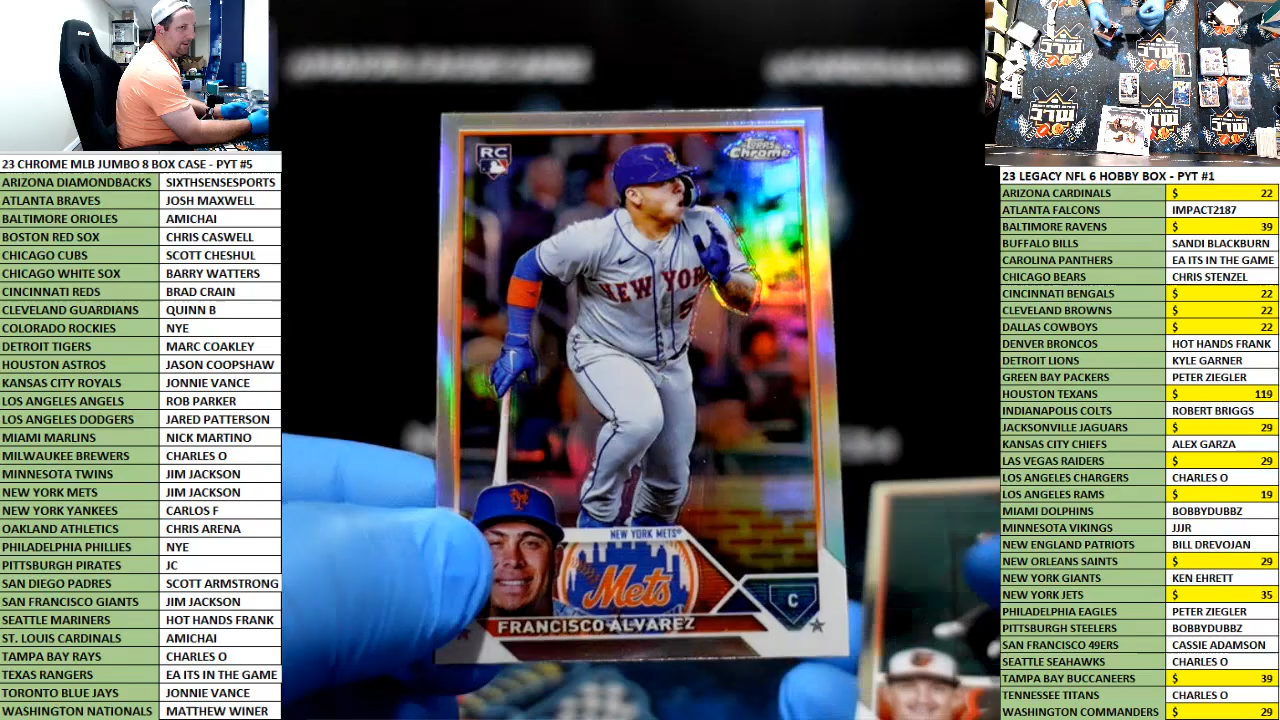 23 CHROME MLB JUMBO 8 BOX CASE - PYT #5
ARIZONA DIAMONDBACKS SIXTHSENSESPORTS
ATLANTA BRAVES JOSH MAXWELL
BALTIMORE ORIOLES AMICHAI
BOSTON RED SOX CHRIS CASWELL
CHICAGO CUBS SCOTT CHESHUL
CHICAGO WHITE SOX BARRY WATTERS
CINCINNATI REDS BRAD CRAIN
CLEVELAND GUARDIANS QUINN B
COLORADO ROCKIES NYE
DETROIT TIGERS MARC COAKLEY
HOUSTON ASTROS JASON COOPSHAW
KANSAS CITY ROYALS JONNIE VANCE
LOS ANGELES ANGELS ROB PARKER
LOS ANGELES DODGERS JARED PATTERSON
MIAMI MARLINS NICK MARTINO
MILWAUKEE BREWERS CHARLES O
MINNESOTA TWINS JIM JACKSON
NEW YORK METS JIM JACKSON
NEW YORK YANKEES CARLOS F
OAKLAND ATHLETICS CHRIS ARENA
PHILADELPHIA PHILLIES NYE
PITTSBURGH PIRATES JC
SAN DIEGO PADRES SCOTT ARMSTRONG
SAN FRANCISCO GIANTS JIM JACKSON
SEATTLE MARINERS HOT HANDS FRANK
ST. LOUIS CARDINALS AMICHAI
TAMPA BAY RAYS CHARLES O
TEXAS RANGERS EA ITS IN THE GAME
TORONTO BLUE JAYS JONNIE VANCE
WASHINGTON NATIONALS MATTHEW WINER
RC
Topps Chrome
NEW YORK
5
NEW YORK METS®
Mets
C
FRANCISCO ALVAREZ
MLC
23 LEGACY NFL 6 HOBBY BOX - PYT #1
ARIZONA CARDINALS $ 22
ATLANTA FALCONS IMPACT2187
BALTIMORE RAVENS $ 39
BUFFALO BILLS SANDI BLACKBURN
CAROLINA PANTHERS EA ITS IN THE GAME
CHICAGO BEARS CHRIS STENZEL
CINCINNATI BENGALS $ 22
CLEVELAND BROWNS $ 22
DALLAS COWBOYS $ 22
DENVER BRONCOS HOT HANDS FRANK
DETROIT LIONS KYLE GARNER
GREEN BAY PACKERS PETER ZIEGLER
HOUSTON TEXANS $ 119
INDIANAPOLIS COLTS ROBERT BRIGGS
JACKSONVILLE JAGUARS $ 29
KANSAS CITY CHIEFS ALEX GARZA
LAS VEGAS RAIDERS $ 29
LOS ANGELES CHARGERS CHARLES O
LOS ANGELES RAMS $ 19
MIAMI DOLPHINS BOBBYDUBBZ
MINNESOTA VIKINGS JJJR
NEW ENGLAND PATRIOTS BILL DREVOJAN
NEW ORLEANS SAINTS $ 29
NEW YORK GIANTS KEN EHRETT
NEW YORK JETS $ 35
PHILADELPHIA EAGLES PETER ZIEGLER
PITTSBURGH STEELERS BOBBYDUBBZ
SAN FRANCISCO 49ERS CASSIE ADAMSON
SEATTLE SEAHAWKS CHARLES O
TAMPA BAY BUCCANEERS $ 39
TENNESSEE TITANS CHARLES O
WASHINGTON COMMANDERS $ 29